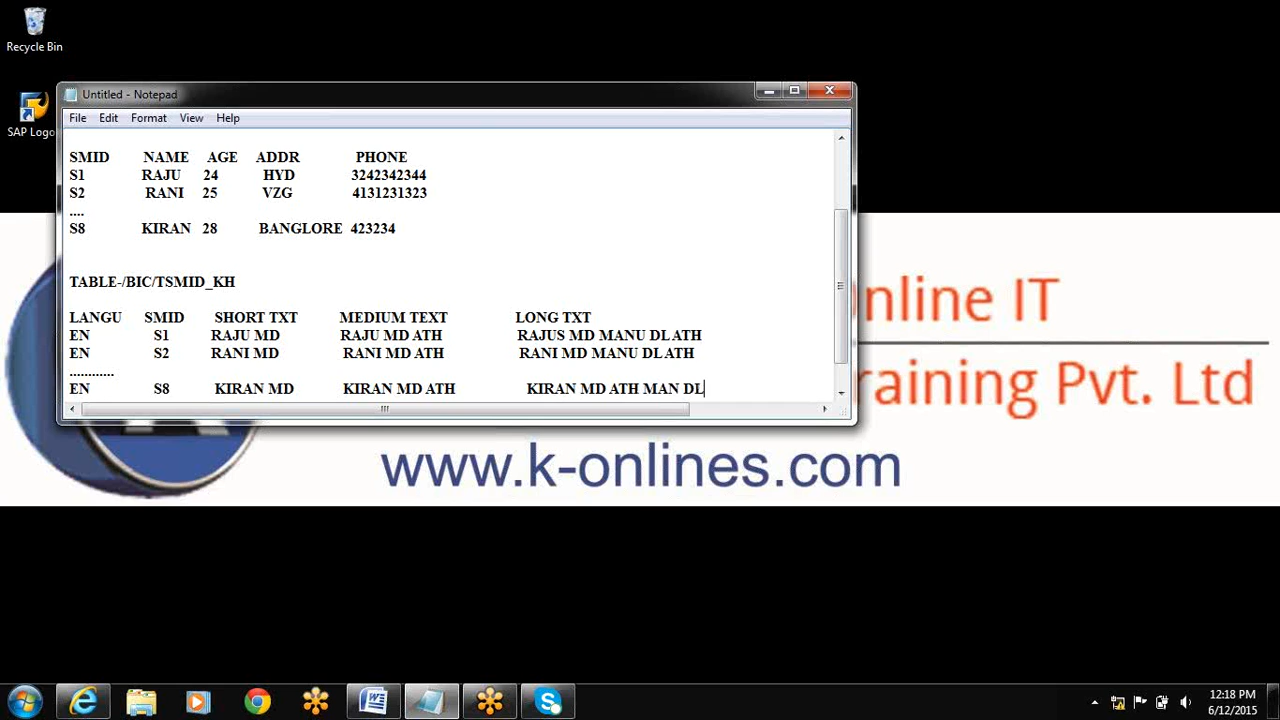 Recycle Bin
SAP Logo
Untitled - Notepad
File Edit Format View Help
SMID NAME AGE ADDR PHONE
S1 RAJU 24 HYD 3242342344
S2 RANI 25 VZG 4131231323
....
S8 KIRAN 28 BANGLORE 423234
TABLE-/BIC/TSMID_KH
LANGU SMID SHORT TXT MEDIUM TEXT LONG TXT
EN S1 RAJU MD RAJU MD ATH RAJUS MD MANU DL ATH
EN S2 RANI MD RANI MD ATH RANI MD MANU DL ATH
............
EN S8 KIRAN MD KIRAN MD ATH KIRAN MD ATH MAN DL
nline IT
raining Pvt. Ltd
www.k-onlines.com
12:18 PM
6/12/2015